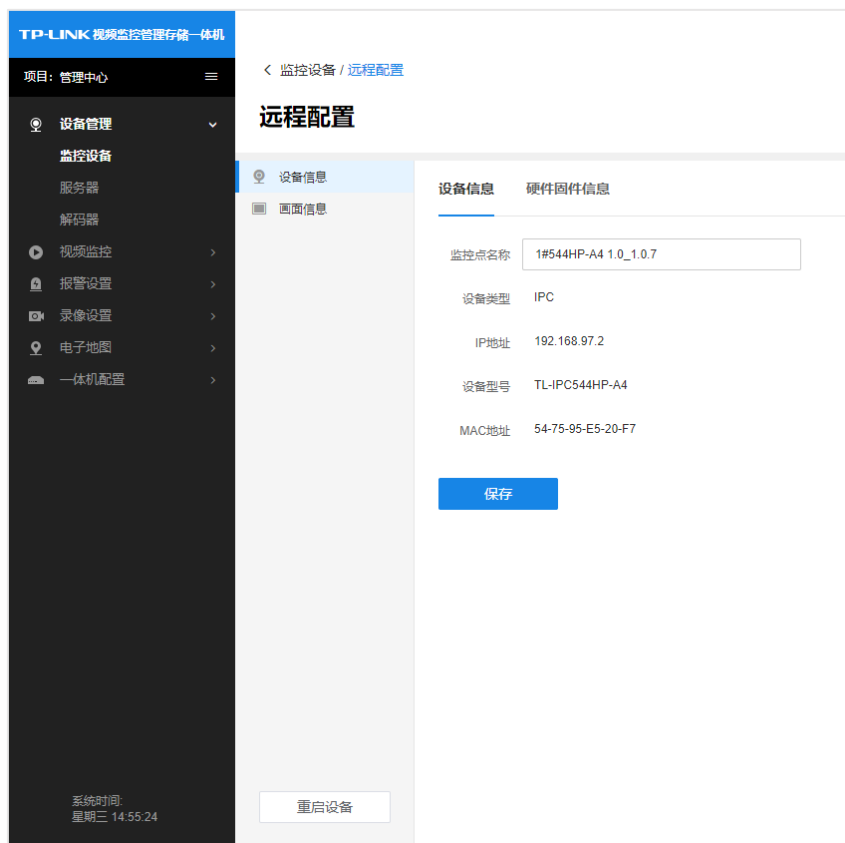 TP-LINK 视频监控管理存储一体机
项目: 管理中心
设备管理
监控设备
服务器
解码器
视频监控
报警设置
录像设置
电子地图
一体机配置
系统时间:
星期三 14:55:24
< 监控设备 / 远程配置
远程配置
设备信息
画面信息
重启设备
设备信息 硬件固件信息
监控点名称 1#544HP-A4 1.0_1.0.7
设备类型 IPC
IP地址 192.168.97.2
设备型号 TL-IPC544HP-A4
MAC地址 54-75-95-E5-20-F7
保存